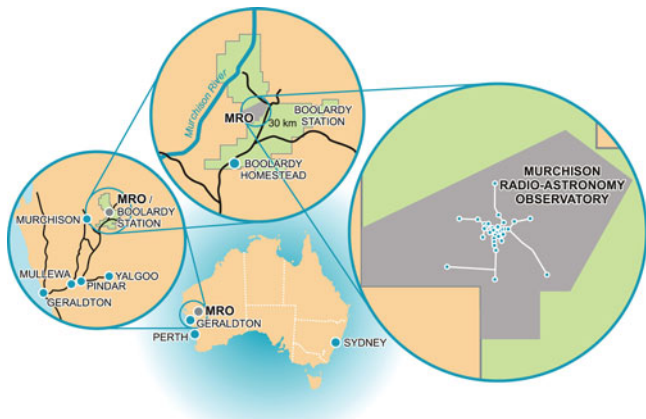 Murchison River
MRO
30 km
BOOLARDY
STATION
BOOLARDY
HOMESTEAD
MURCHISON
RADIO-ASTRONOMY
OBSERVATORY
MRO /
BOOLARDY
STATION
MURCHISON
MULLEWA
YALGOO
PINDAR
GERALDTON
MRO
GERALDTON
PERTH
SYDNEY